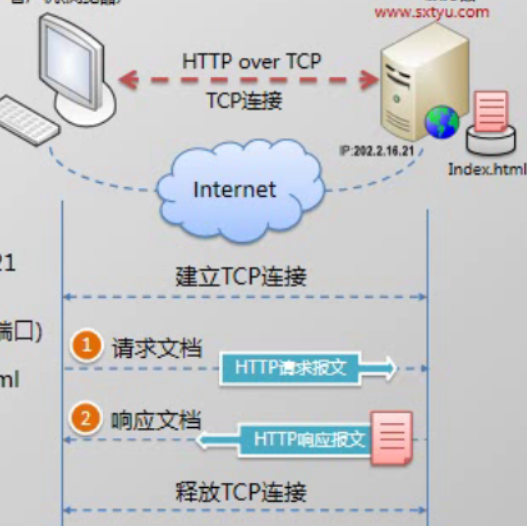 www.sxtyu.com
HTTP over TCP
TCP连接
IP:202.2.16.21
Index.html
Internet
21
建立TCP连接
端口)
1 请求文档
HTTP请求报文
ml
2 响应文档
HTTP响应报文
释放TCP连接